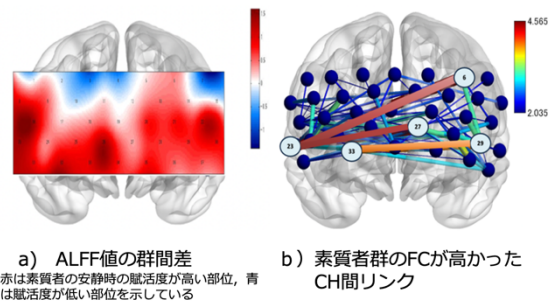 4.565
2.035
6
27
23
33
29
a) ALFF値の群間差
赤は素質者の安静時の賦活度が高い部位，青
は賦活度が低い部位を示している
b）素質者群のFCが高かった
CH間リンク